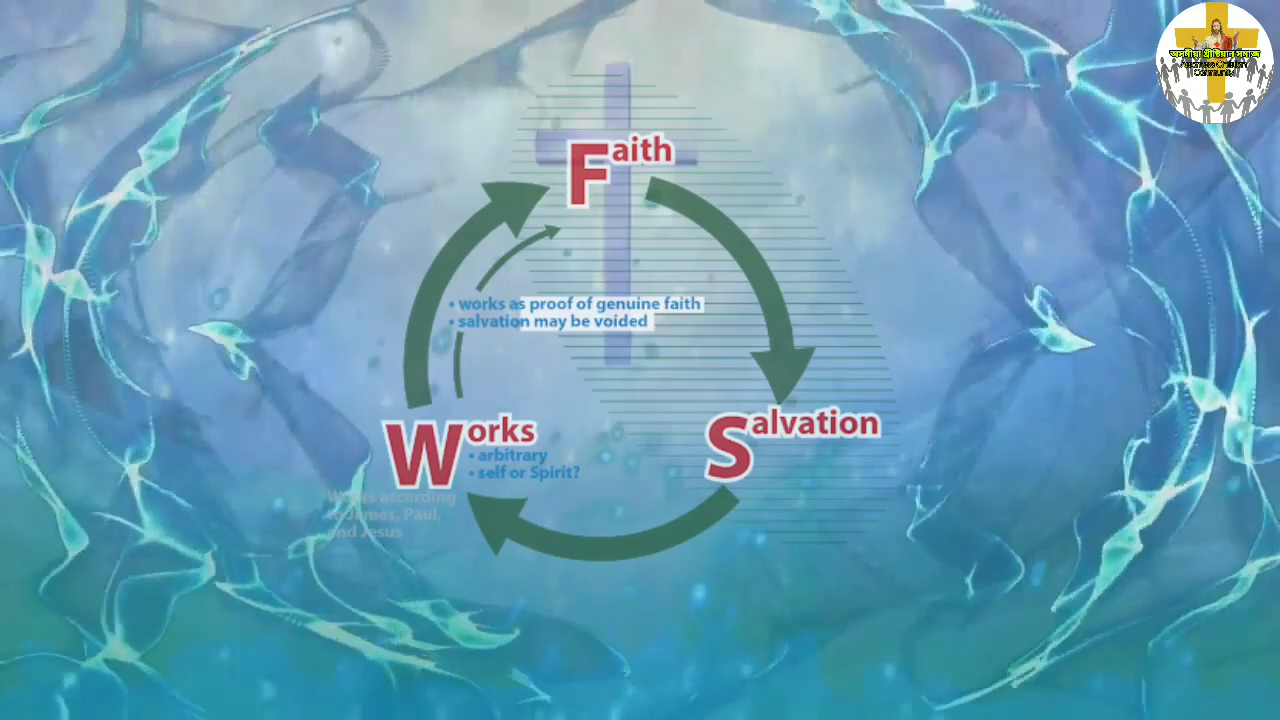 Faith
• works as proof of genuine faith
• salvation may be voided
Works
• arbitrary
• self or Spirit?
Salvation
Works according
to James, Paul,
and Jesus
Community